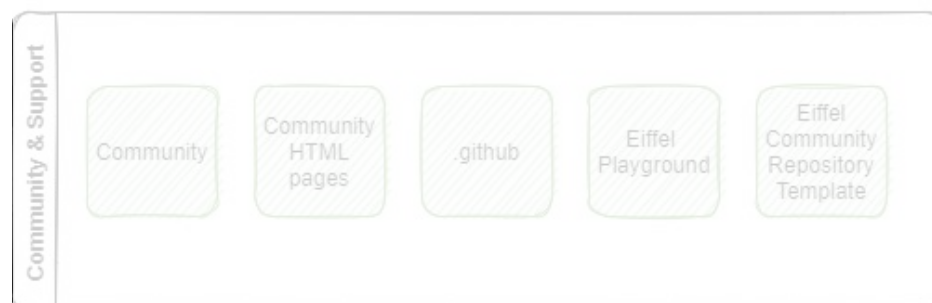 Community & Support
Community
Community
HTML
pages
.github
Eiffel
Playground
Eiffel
Community
Repository
Template